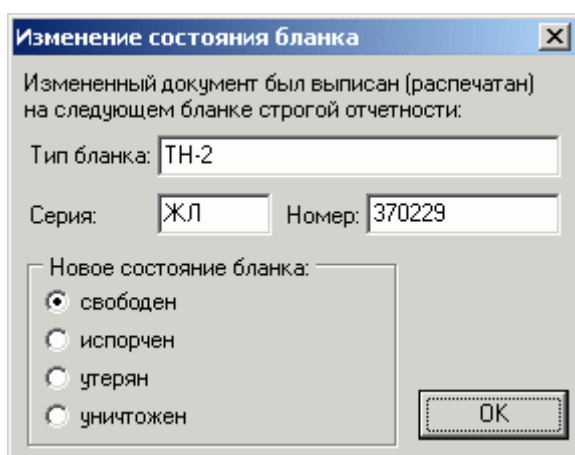 Изменение состояния бланка
Измененный документ был выписан (распечатан)
на следующем бланке строгой отчетности:
Тип бланка: ТН-2
Серия: ЖЛ Номер: 370229
Новое состояние бланка:
свободен
испорчен
утерян
уничтожен
OK